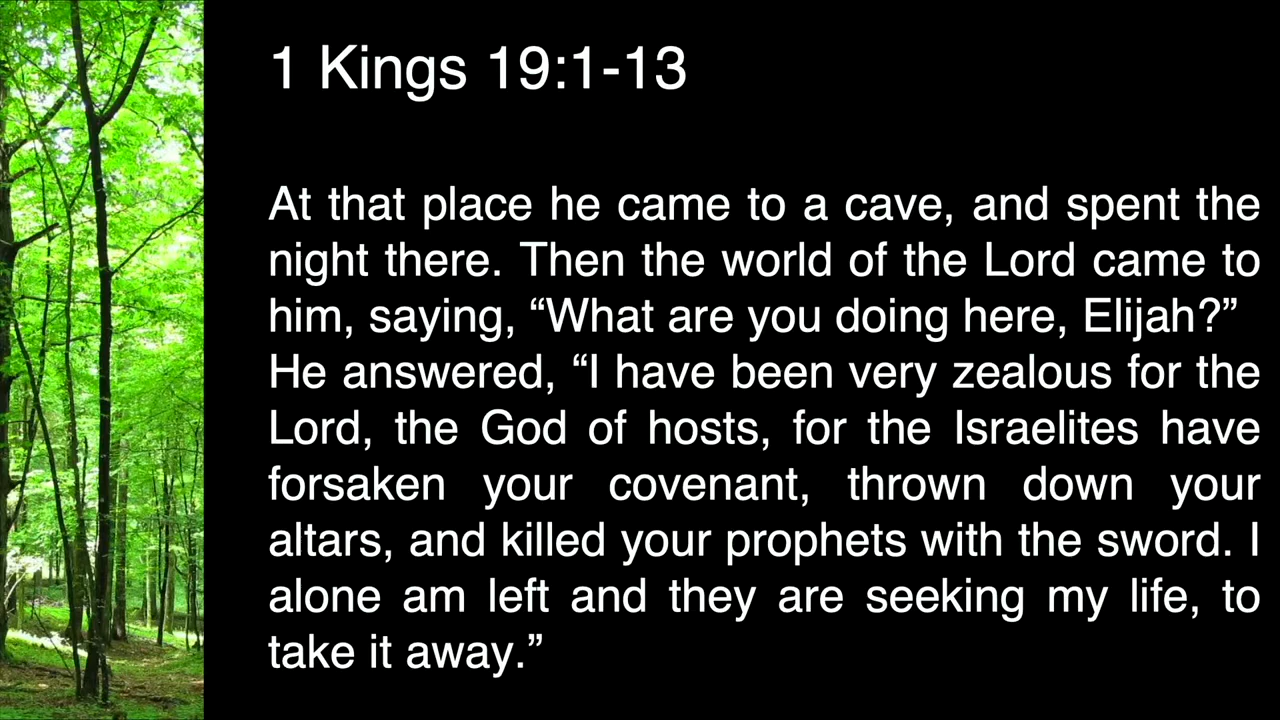 1 Kings 19:1-13
At that place he came to a cave, and spent the
night there. Then the world of the Lord came to
him, saying, “What are you doing here, Elijah?”
He answered, “I have been very zealous for the
Lord, the God of hosts, for the Israelites have
forsaken your covenant, thrown down your
altars, and killed your prophets with the sword. I
alone am left and they are seeking my life, to
take it away.”